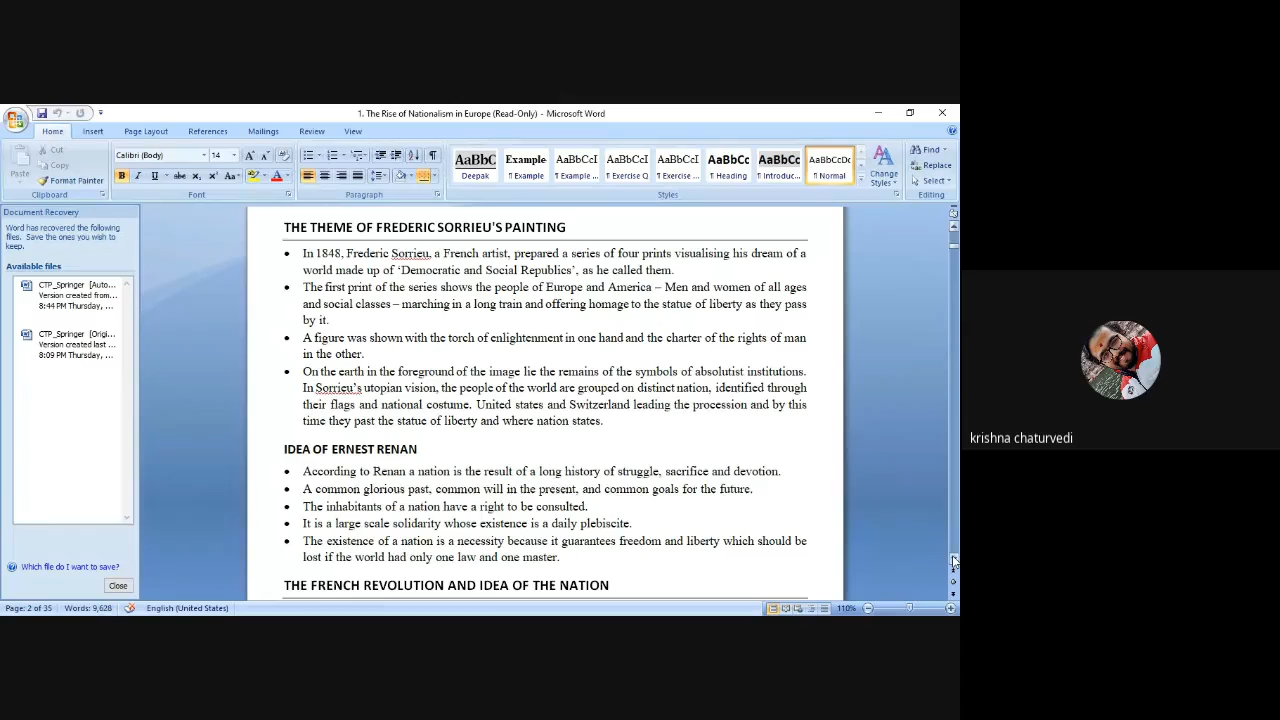 1. The Rise of Nationalism in Europe (Read-Only) - Microsoft Word
Home Insert Page Layout References Mailings Review View
Cut
Copy
Paste
Format Painter
Clipboard
Calibri (Body) 14
Font
Paragraph
AaBbC Example AaBbCcI AaBbCcI AaBbCcI AaBbCc AaBbCc AaBbCcDc
Deepak ¶ Example ¶ Example ... ¶ Exercise Q ¶ Exercise ... ¶ Heading ¶ Introduc... ¶ Normal
Change
Styles
Styles
Find
Replace
Select
Editing
Document Recovery
Word has recovered the following
files. Save the ones you wish to
keep.
Available files
CTP_Springer [Auto...
Version created from...
8:44 PM Thursday, ...
CTP_Springer [Origi...
Version created last ...
8:09 PM Thursday, ...
Which file do I want to save?
Close
THE THEME OF FREDERIC SORRIEU'S PAINTING
• In 1848, Frederic Sorrieu, a French artist, prepared a series of four prints visualising his dream of a
world made up of ‘Democratic and Social Republics’, as he called them.
• The first print of the series shows the people of Europe and America – Men and women of all ages
and social classes – marching in a long train and offering homage to the statue of liberty as they pass
by it.
• A figure was shown with the torch of enlightenment in one hand and the charter of the rights of man
in the other.
• On the earth in the foreground of the image lie the remains of the symbols of absolutist institutions.
In Sorrieu’s utopian vision, the people of the world are grouped on distinct nation, identified through
their flags and national costume. United states and Switzerland leading the procession and by this
time they past the statue of liberty and where nation states.
IDEA OF ERNEST RENAN
• According to Renan a nation is the result of a long history of struggle, sacrifice and devotion.
• A common glorious past, common will in the present, and common goals for the future.
• The inhabitants of a nation have a right to be consulted.
• It is a large scale solidarity whose existence is a daily plebiscite.
• The existence of a nation is a necessity because it guarantees freedom and liberty which should be
lost if the world had only one law and one master.
THE FRENCH REVOLUTION AND IDEA OF THE NATION
Page: 2 of 35 Words: 9,628 English (United States) 110%
krishna chaturvedi